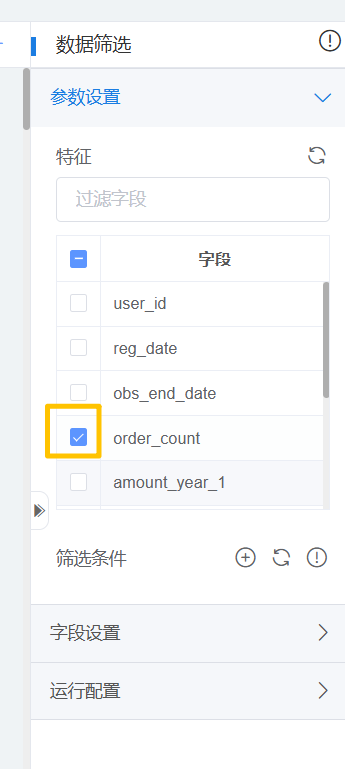 数据筛选
参数设置
特征
过滤字段
字段
user_id
reg_date
obs_end_date
order_count
amount_year_1
筛选条件
字段设置
运行配置